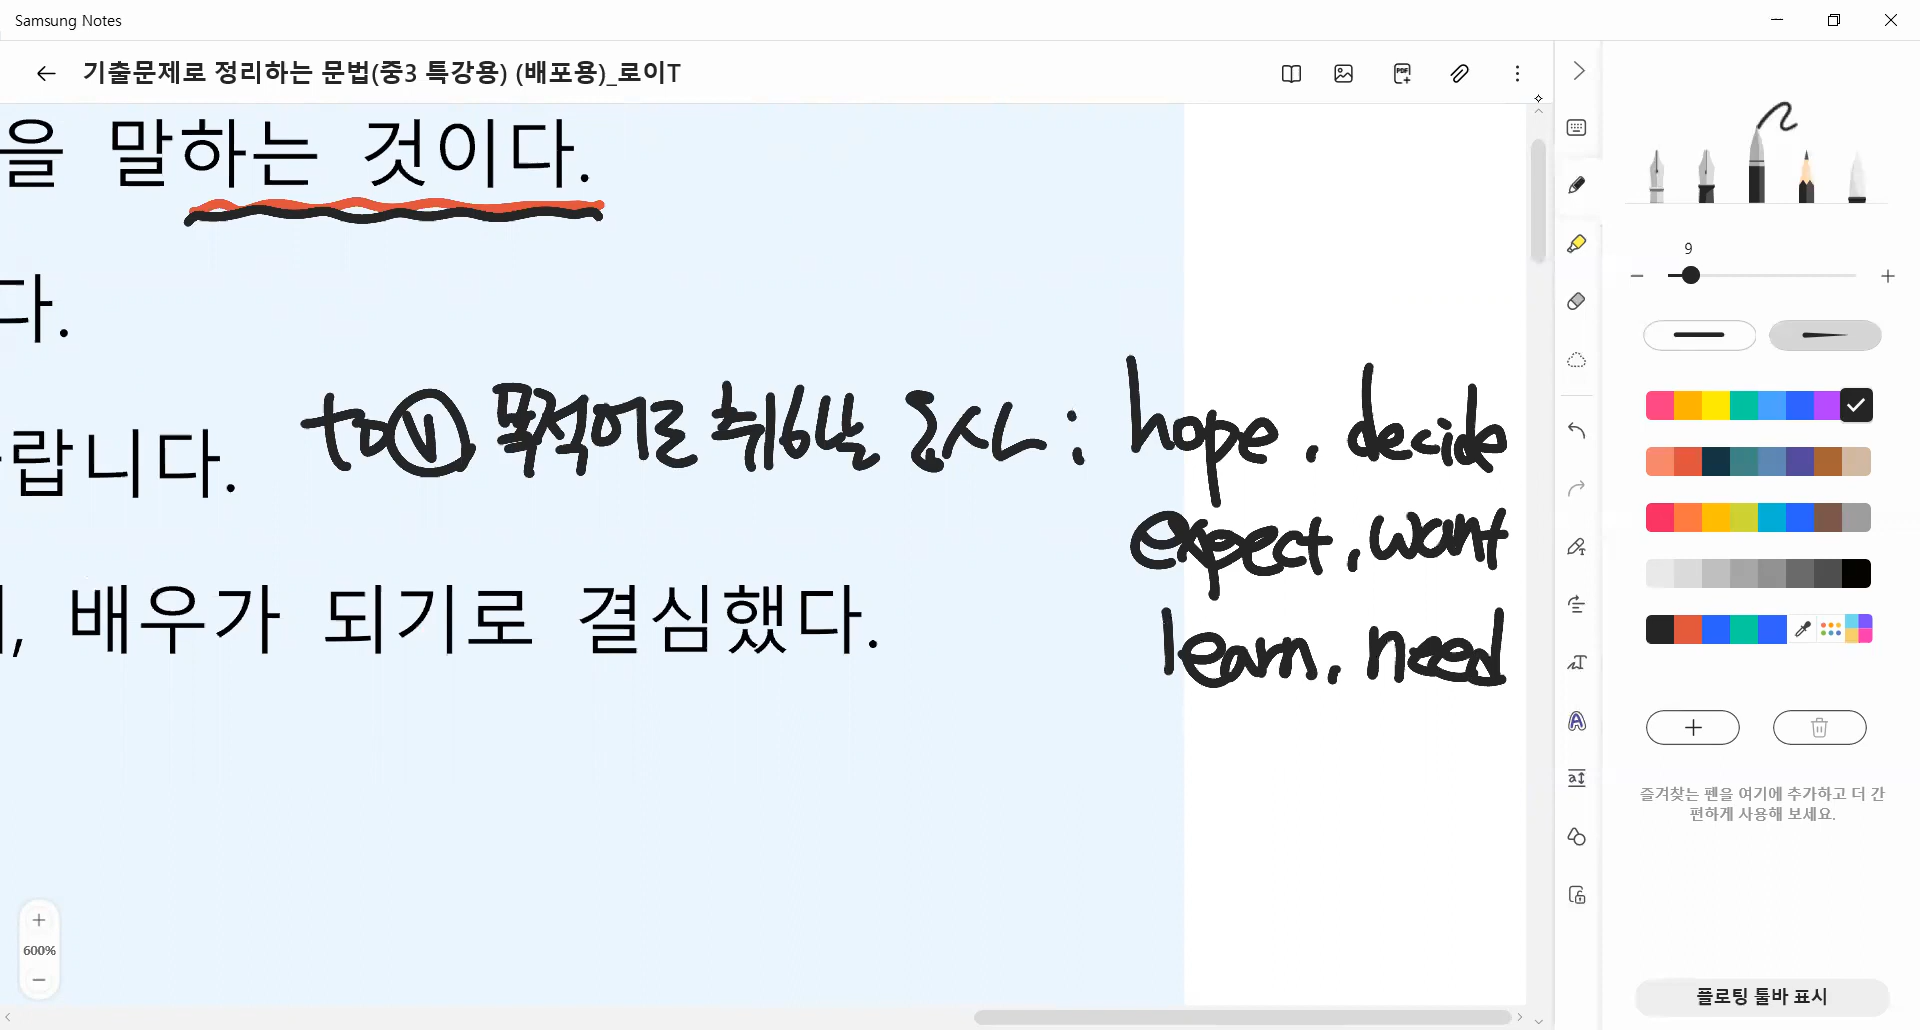 Samsung Notes
기출문제로 정리하는 문법(중3 특강용) (배포용)_로이T
을 말하는 것이다.
다.
랍니다.
to ⓥ 목적어로 취하는 동사 : hope, decide
expect, want
learn, need
, 배우가 되기로 결심했다.
600%
9
즐겨찾는 펜을 여기에 추가하고 더 간
편하게 사용해 보세요.
플로팅 툴바 표시